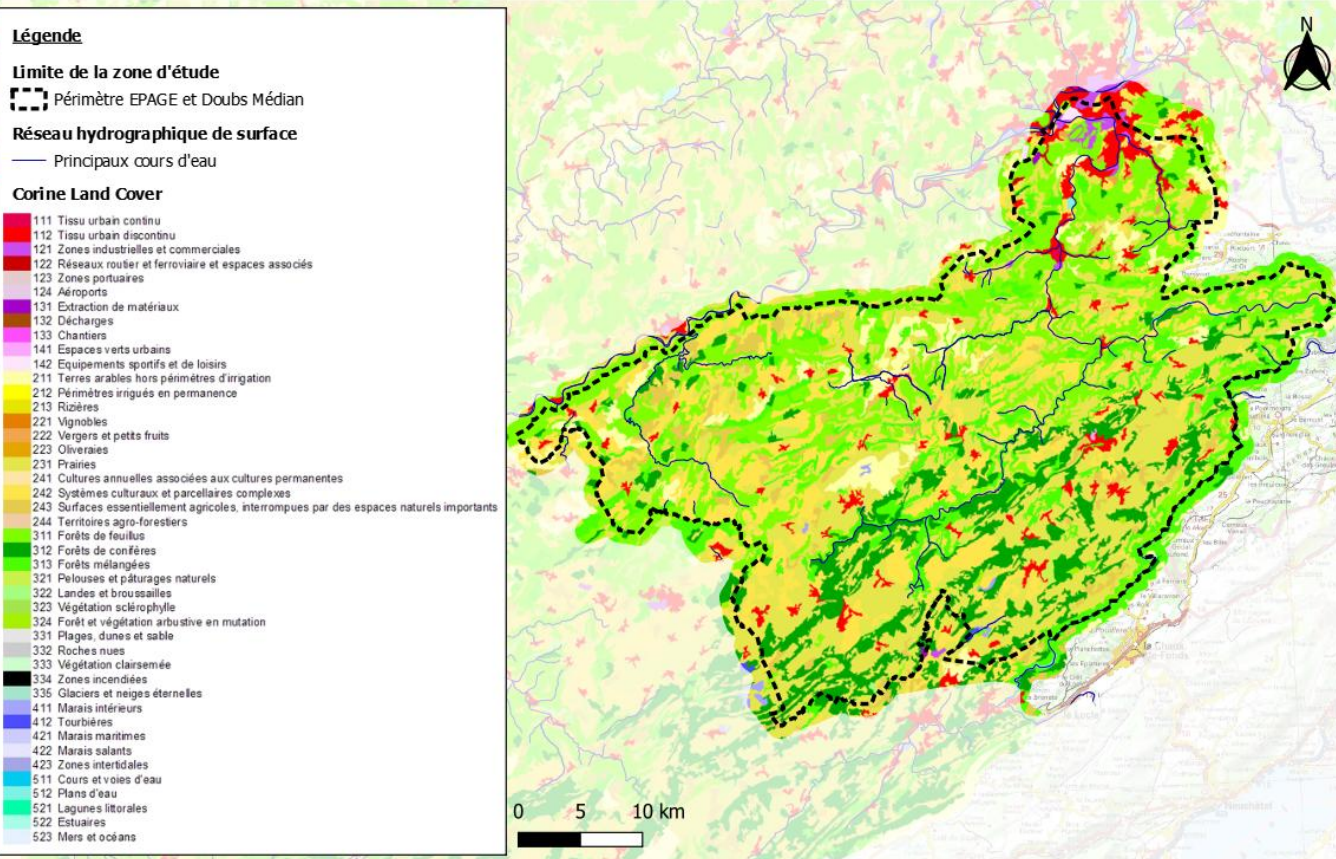 Légende
Limite de la zone d'étude
Périmètre EPAGE et Doubs Médian
Réseau hydrographique de surface
Principaux cours d'eau
Corine Land Cover
111 Tissu urbain continu
112 Tissu urbain discontinu
121 Zones industrielles et commerciales
122 Réseaux routier et ferroviaire et espaces associés
123 Zones portuaires
124 Aéroports
131 Extraction de matériaux
132 Décharges
133 Chantiers
141 Espaces verts urbains
142 Equipements sportifs et de loisirs
211 Terres arables hors périmètres d'irrigation
212 Périmètres irrigués en permanence
213 Rizières
221 Vignobles
222 Vergers et petits fruits
223 Oliveraies
231 Prairies
241 Cultures annuelles associées aux cultures permanentes
242 Systèmes culturaux et parcellaires complexes
243 Surfaces essentiellement agricoles, interrompues par des espaces naturels importants
244 Territoires agro-forestiers
311 Forêts de feuillus
312 Forêts de conifères
313 Forêts mélangées
321 Pelouses et pâturages naturels
322 Landes et broussailles
323 Végétation sclérophylle
324 Forêt et végétation arbustive en mutation
331 Plages, dunes et sable
332 Roches nues
333 Végétation clairsemée
334 Zones incendiées
335 Glaciers et neiges éternelles
411 Marais intérieurs
412 Tourbières
421 Marais maritimes
422 Marais salants
423 Zones intertidales
511 Cours et voies d'eau
512 Plans d'eau
521 Lagunes littorales
522 Estuaires
523 Mers et océans
N
25
la Chaux
-de-Fonds
le Locle
Neuchâtel
0 5 10 km